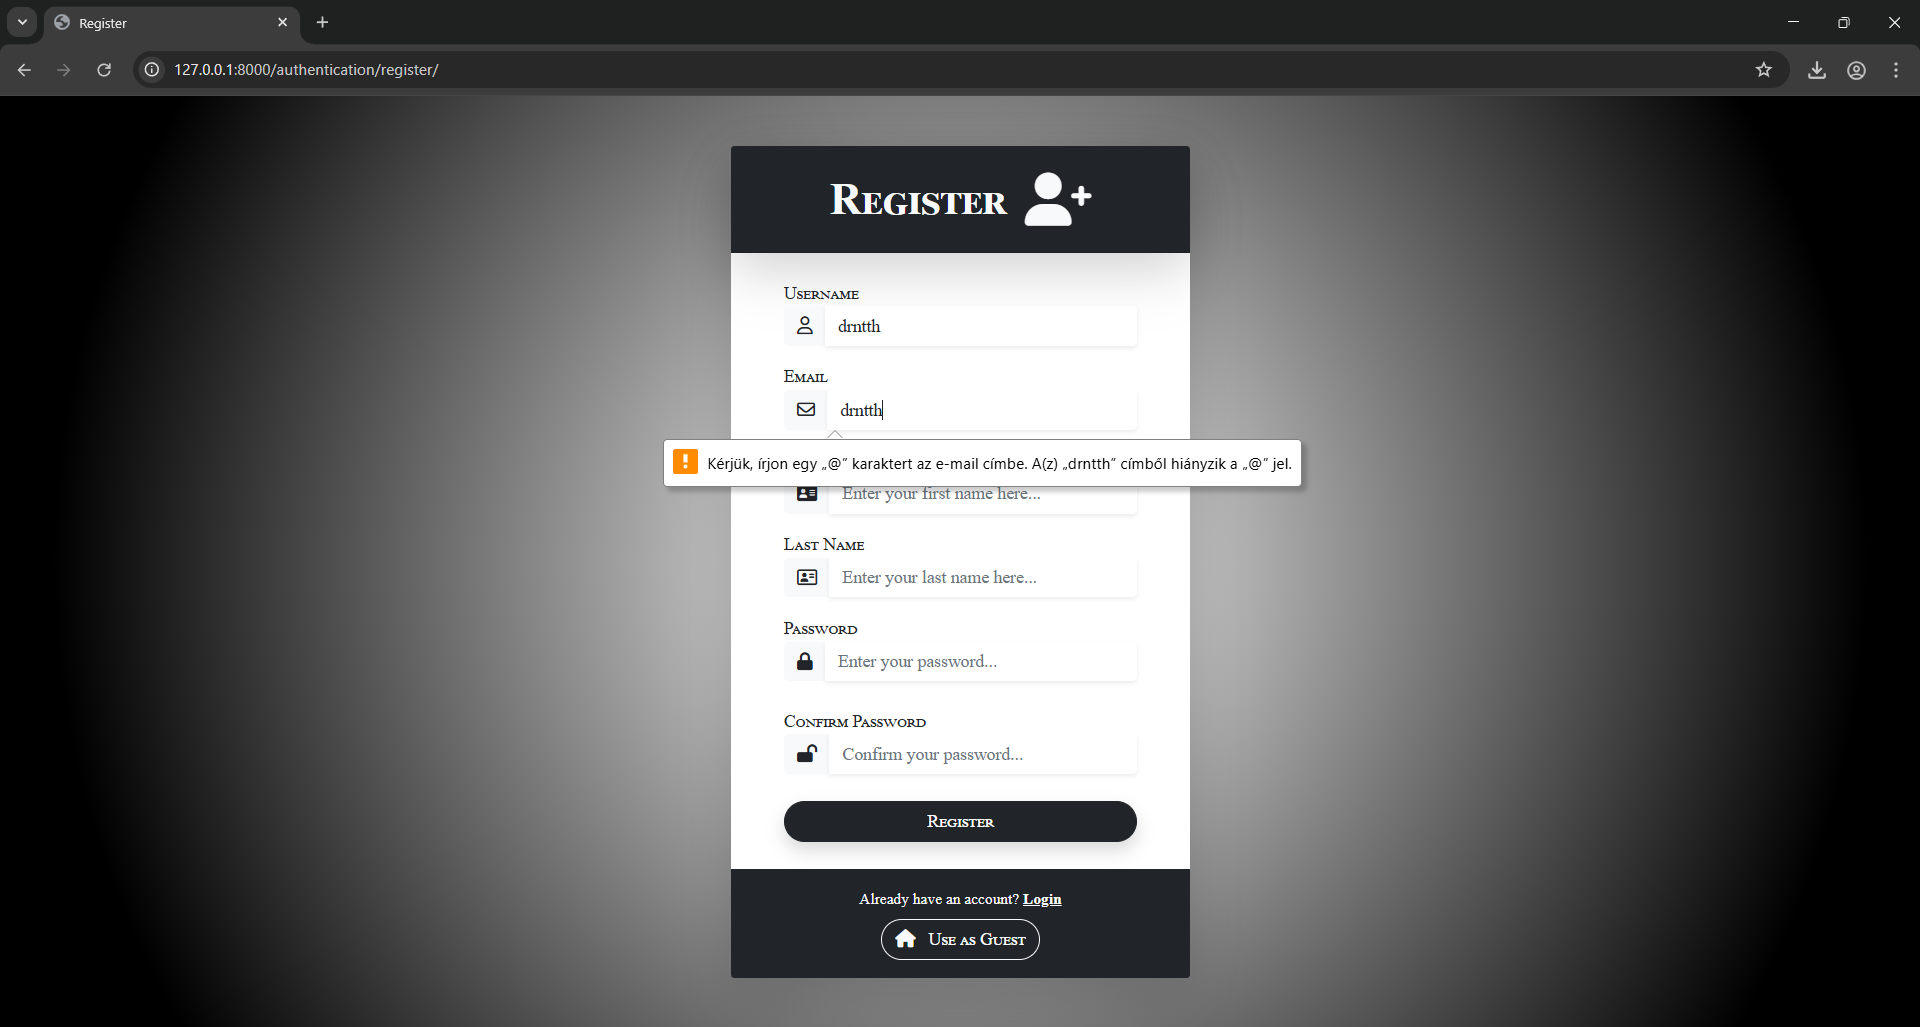 Register
127.0.0.1:8000/authentication/register/
Register
Username
drntth
Email
drntth
Kérjük, írjon egy „@” karaktert az e-mail címbe. A(z) „drntth” címből hiányzik a „@” jel.
Enter your first name here...
Last Name
Enter your last name here...
Password
Enter your password...
Confirm Password
Confirm your password...
Register
Already have an account? Login
Use as Guest